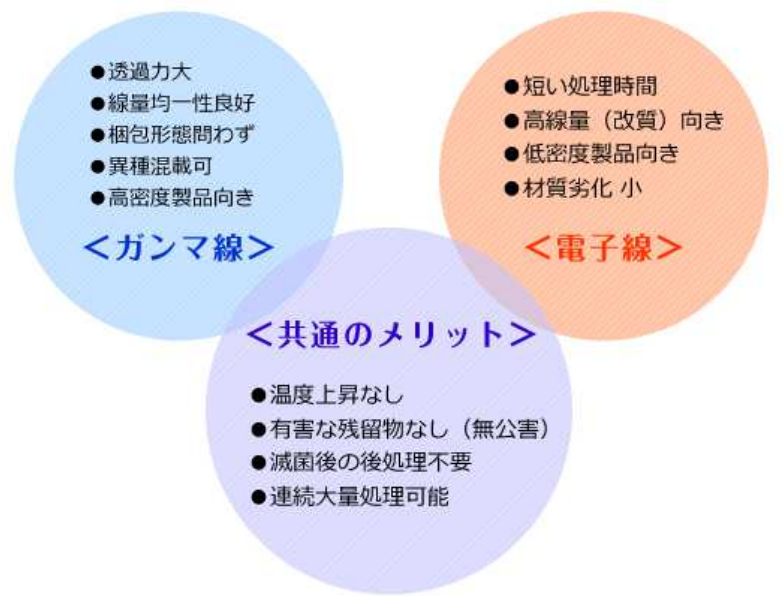 ●透過力大
●線量均一性良好
●梱包形態問わず
●異種混載可
●高密度製品向き
＜ガンマ線＞
●短い処理時間
●高線量（改質）向き
●低密度製品向き
●材質劣化 小
＜電子線＞
＜共通のメリット＞
●温度上昇なし
●有害な残留物なし（無公害）
●滅菌後の後処理不要
●連続大量処理可能